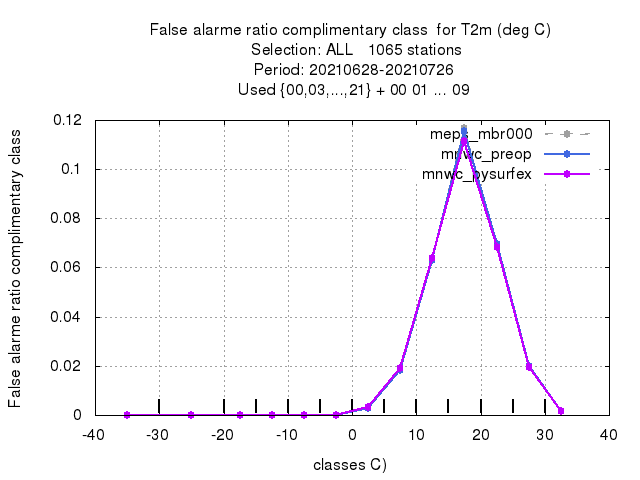 False alarme ratio complimentary class  for T2m (deg C)
Selection: ALL   1065 stations
Period: 20210628-20210726
Used {00,03,...,21} + 00 01 ... 09
False alarme ratio complimentary class
0.12
0.1
0.08
0.06
0.04
0.02
0
meps_mbr000
mnwc_preop
mnwc_pysurfex
-40 -30 -20 -10 0 10 20 30 40
classes C)